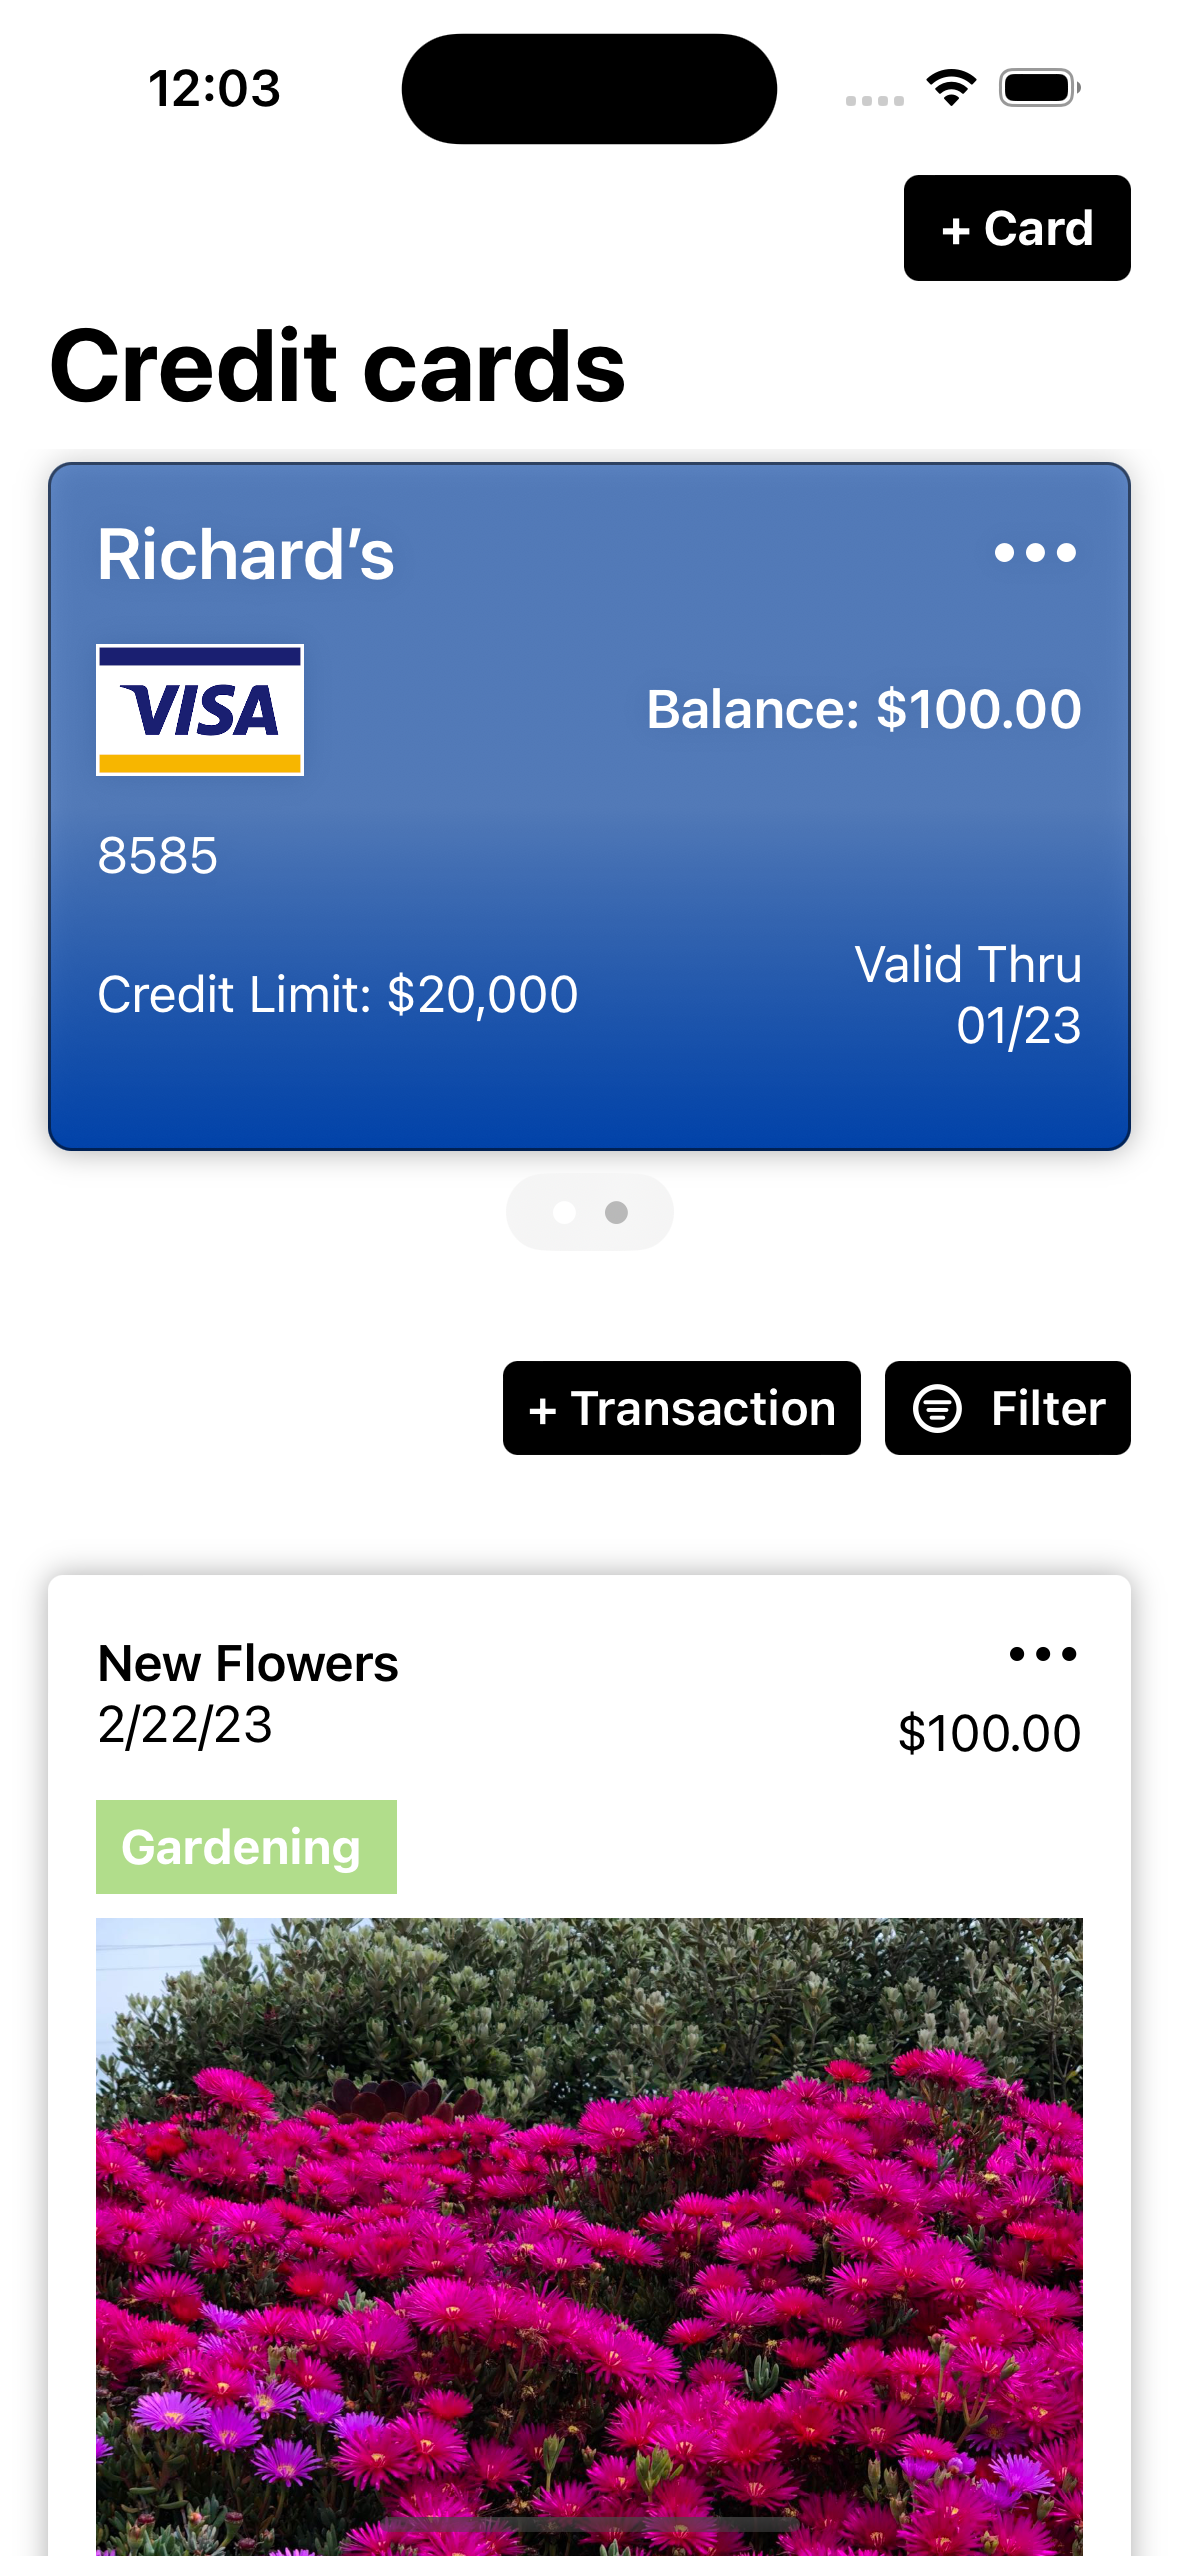 12:03
+ Card
Credit cards
Richard’s
VISA
Balance: $100.00
8585
Credit Limit: $20,000
Valid Thru
01/23
+ Transaction
Filter
New Flowers
2/22/23
$100.00
Gardening